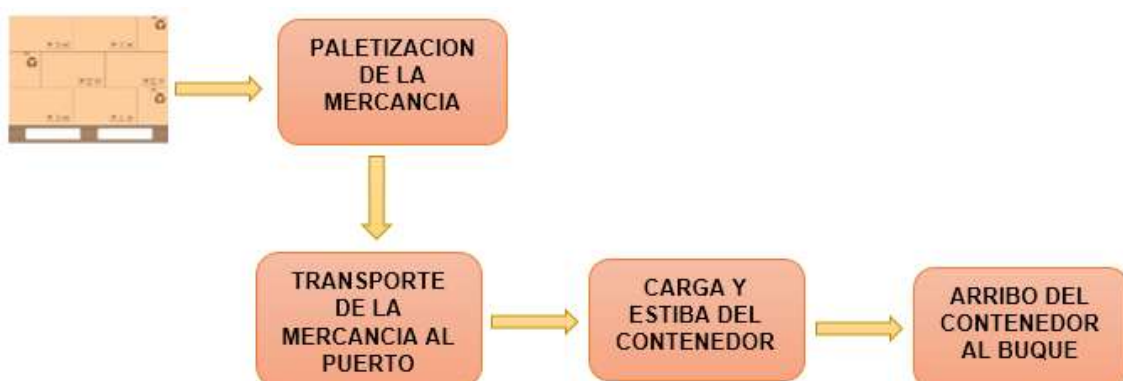 PALETIZACION
DE LA
MERCANCIA
TRANSPORTE
DE LA
MERCANCIA AL
PUERTO
CARGA Y
ESTIBA DEL
CONTENEDOR
ARRIBO DEL
CONTENEDOR
AL BUQUE